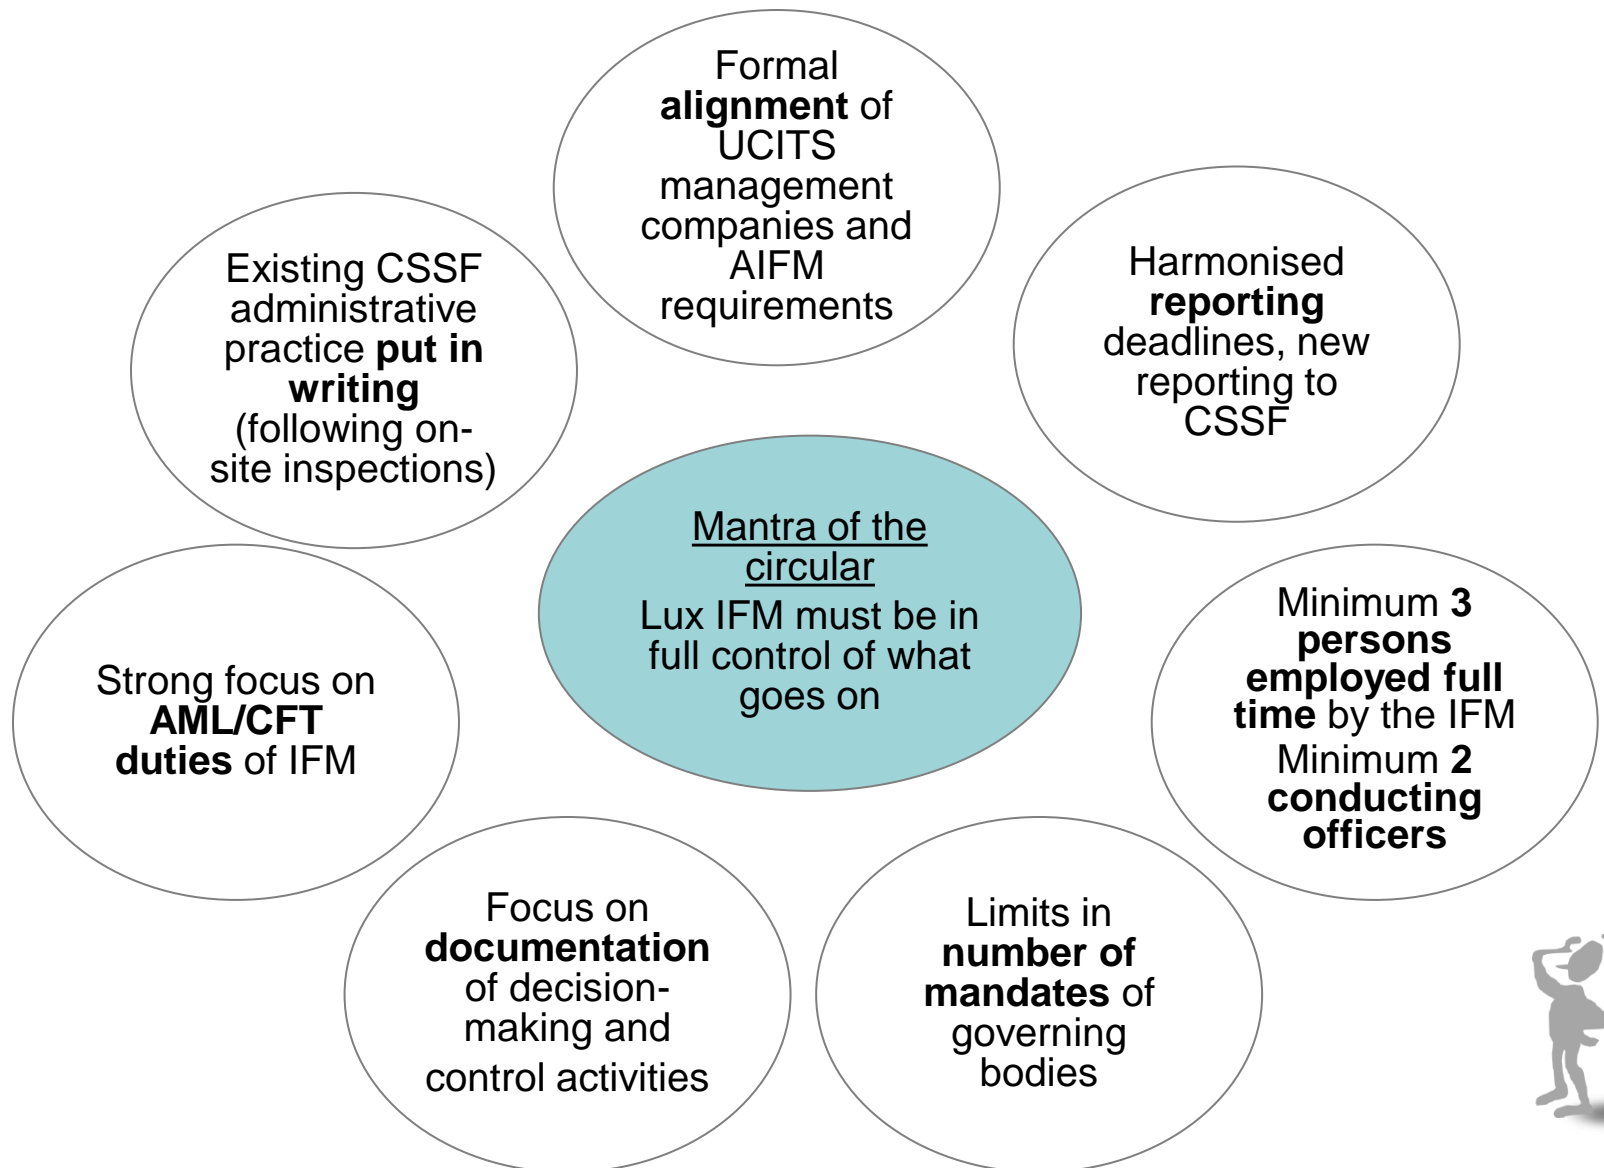 Formal
alignment of
UCITS
management
companies and
AIFM
requirements
Existing CSSF
administrative
practice put in
writing
(following on-
site inspections)
Harmonised
reporting
deadlines, new
reporting to
CSSF
Mantra of the
circular
Lux IFM must be in
full control of what
goes on
Strong focus on
AML/CFT
duties of IFM
Minimum 3
persons
employed full
time by the IFM
Minimum 2
conducting
officers
Focus on
documentation
of decision-
making and
control activities
Limits in
number of
mandates of
governing
bodies